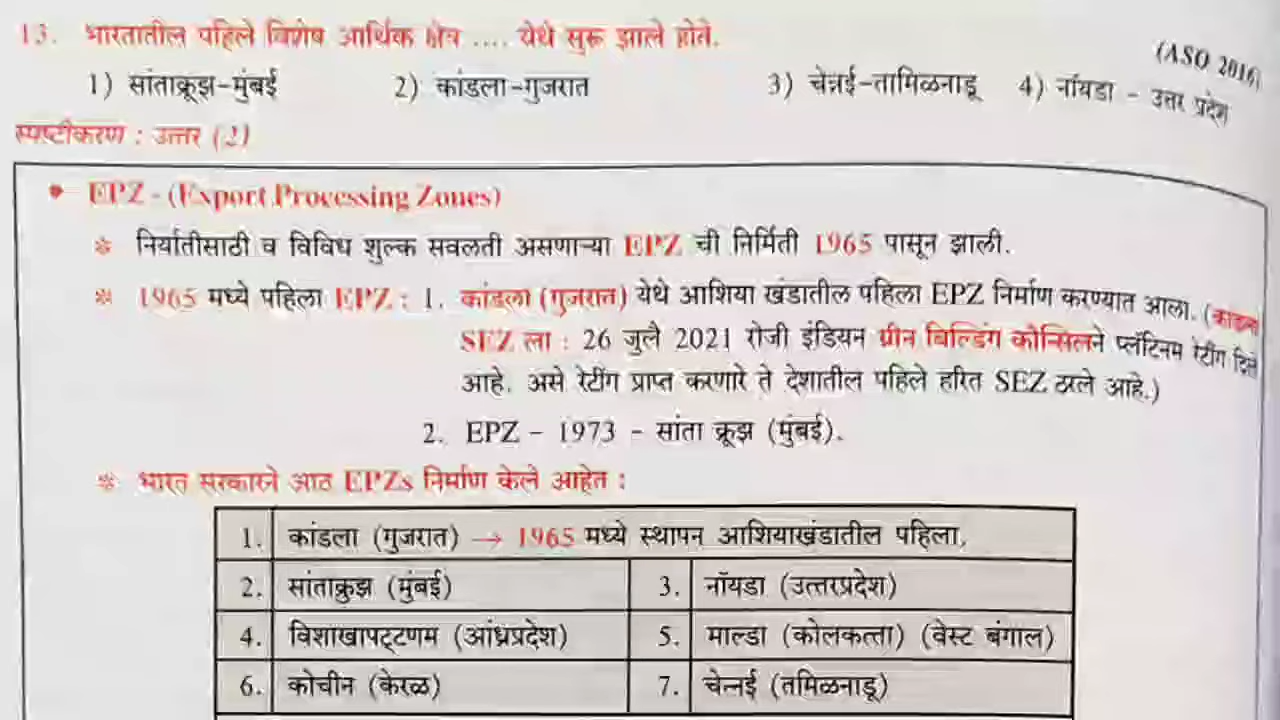 13. भारतातील पहिले विशेष आर्थिक क्षेत्र .... येथे सुरू झाले होते.
(ASO 2016)
1) सांताक्रूझ-मुंबई 2) कांडला-गुजरात 3) चेन्नई-तामिळनाडू 4) नॉयडा - उत्तर प्रदेश
स्पष्टीकरण : उत्तर (2)
• EPZ - (Export Processing Zones)
* निर्यातीसाठी व विविध शुल्क सवलती असणाऱ्या EPZ ची निर्मिती 1965 पासून झाली.
* 1965 मध्ये पहिला EPZ : 1. कांडला (गुजरात) येथे आशिया खंडातील पहिला EPZ निर्माण करण्यात आला. (कांडला
SEZ ला : 26 जुलै 2021 रोजी इंडियन ग्रीन बिल्डिंग कौन्सिलने प्लॅटिनम रेटींग दिले
आहे. असे रेटींग प्राप्त करणारे ते देशातील पहिले हरित SEZ ठरले आहे.)
2. EPZ - 1973 - सांता क्रूझ (मुंबई).
* भारत सरकारने आठ EPZs निर्माण केले आहेत :
1. कांडला (गुजरात) → 1965 मध्ये स्थापन आशियाखंडातील पहिला.
2. सांताक्रुझ (मुंबई) 3. नॉयडा (उत्तरप्रदेश)
4. विशाखापट्टणम (आंध्रप्रदेश) 5. माल्डा (कोलकत्ता) (वेस्ट बंगाल)
6. कोचीन (केरळ) 7. चेन्नई (तमिळनाडू)